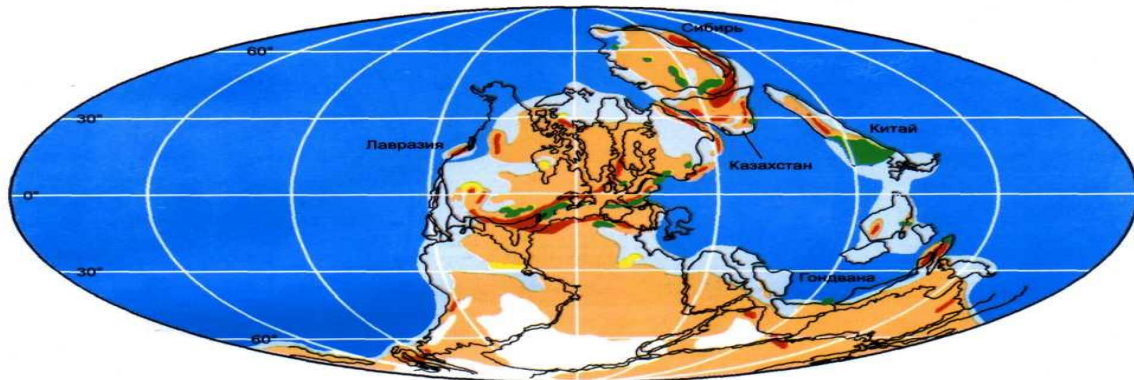 Сибирь
60°
30°
Китай
Лавразия
Казахстан
0°
30°
Гондвана
60°